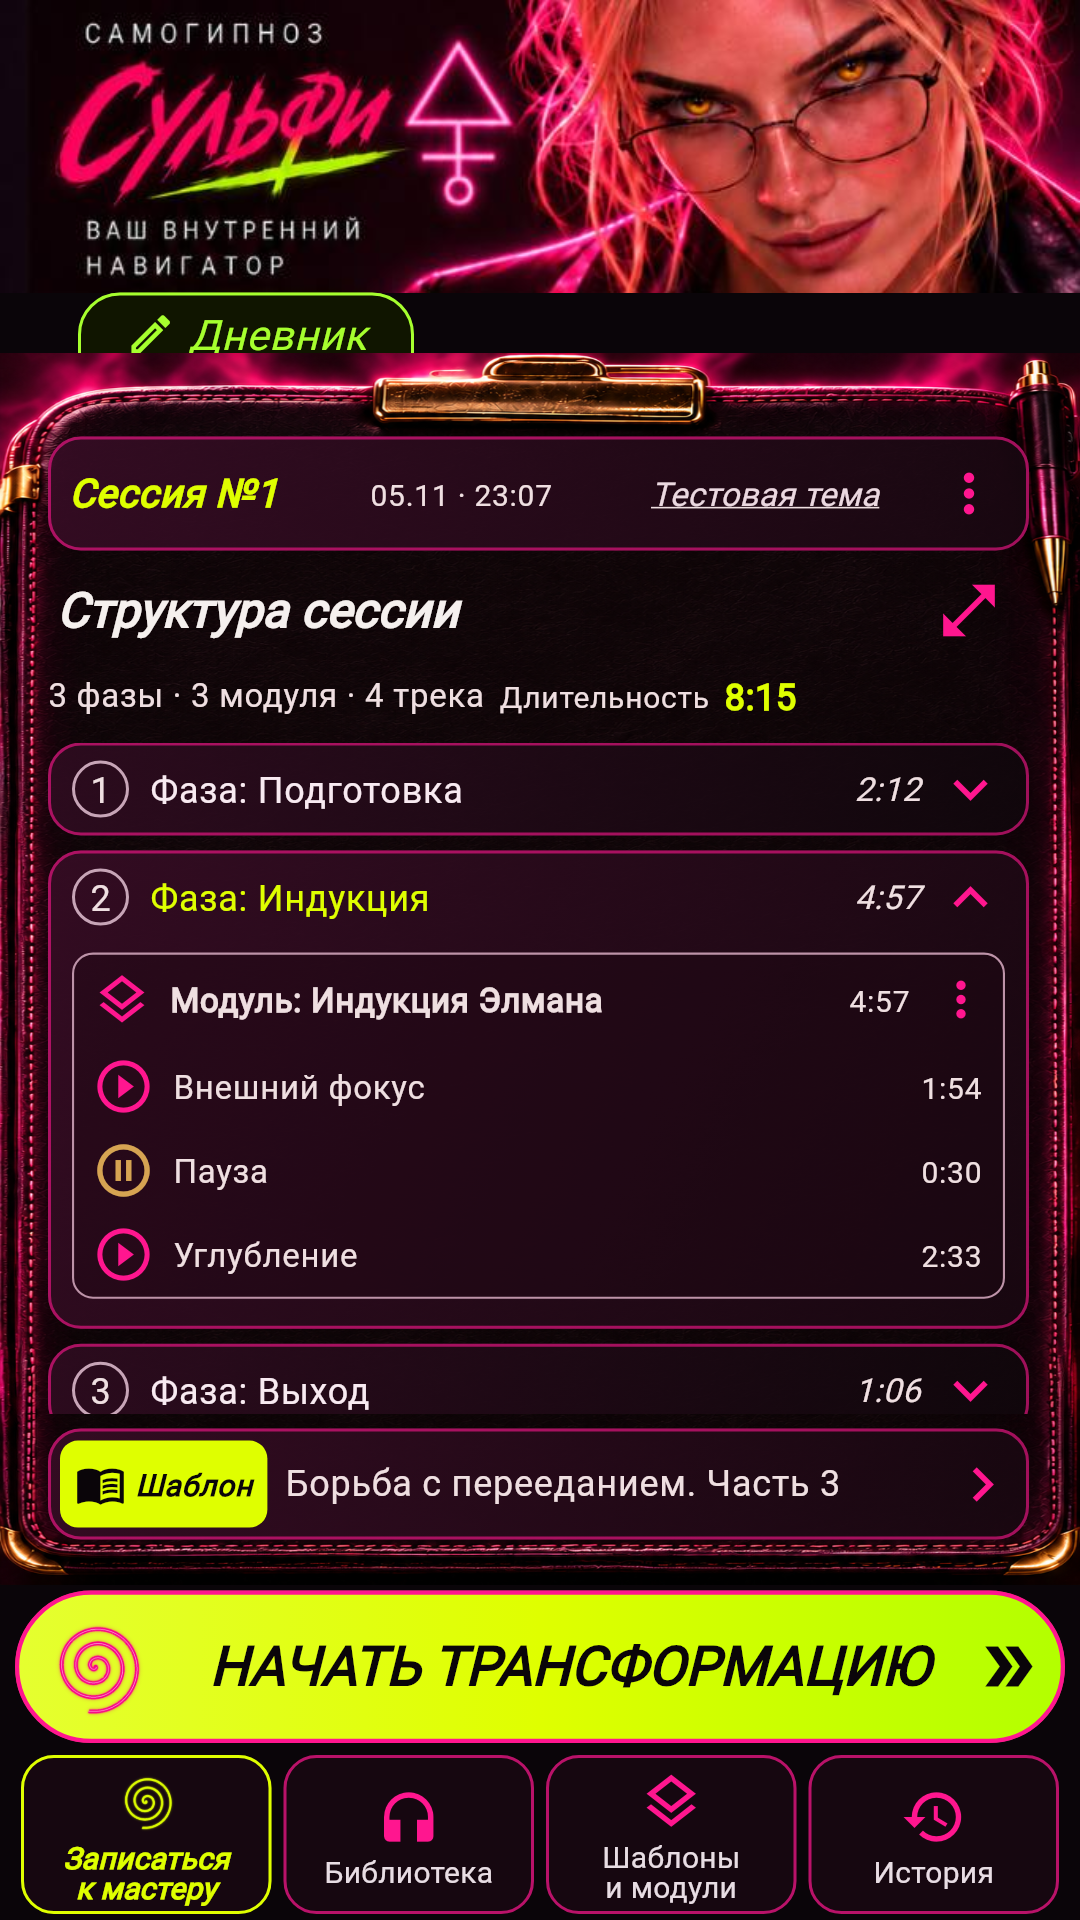 САМОГИПНОЗ
Сульфи
ВАШ ВНУТРЕННИЙ
НАВИГАТОР
Дневник
Сессия №1 05.11 · 23:07 Тестовая тема
Структура сессии
3 фазы · 3 модуля · 4 трека Длительность 8:15
1 Фаза: Подготовка 2:12
2 Фаза: Индукция 4:57
Модуль: Индукция Элмана 4:57
Внешний фокус 1:54
Пауза 0:30
Углубление 2:33
3 Фаза: Выход 1:06
Шаблон Борьба с перееданием. Часть 3
НАЧАТЬ ТРАНСФОРМАЦИЮ »
Записаться
к мастеру
Библиотека
Шаблоны
и модули
История